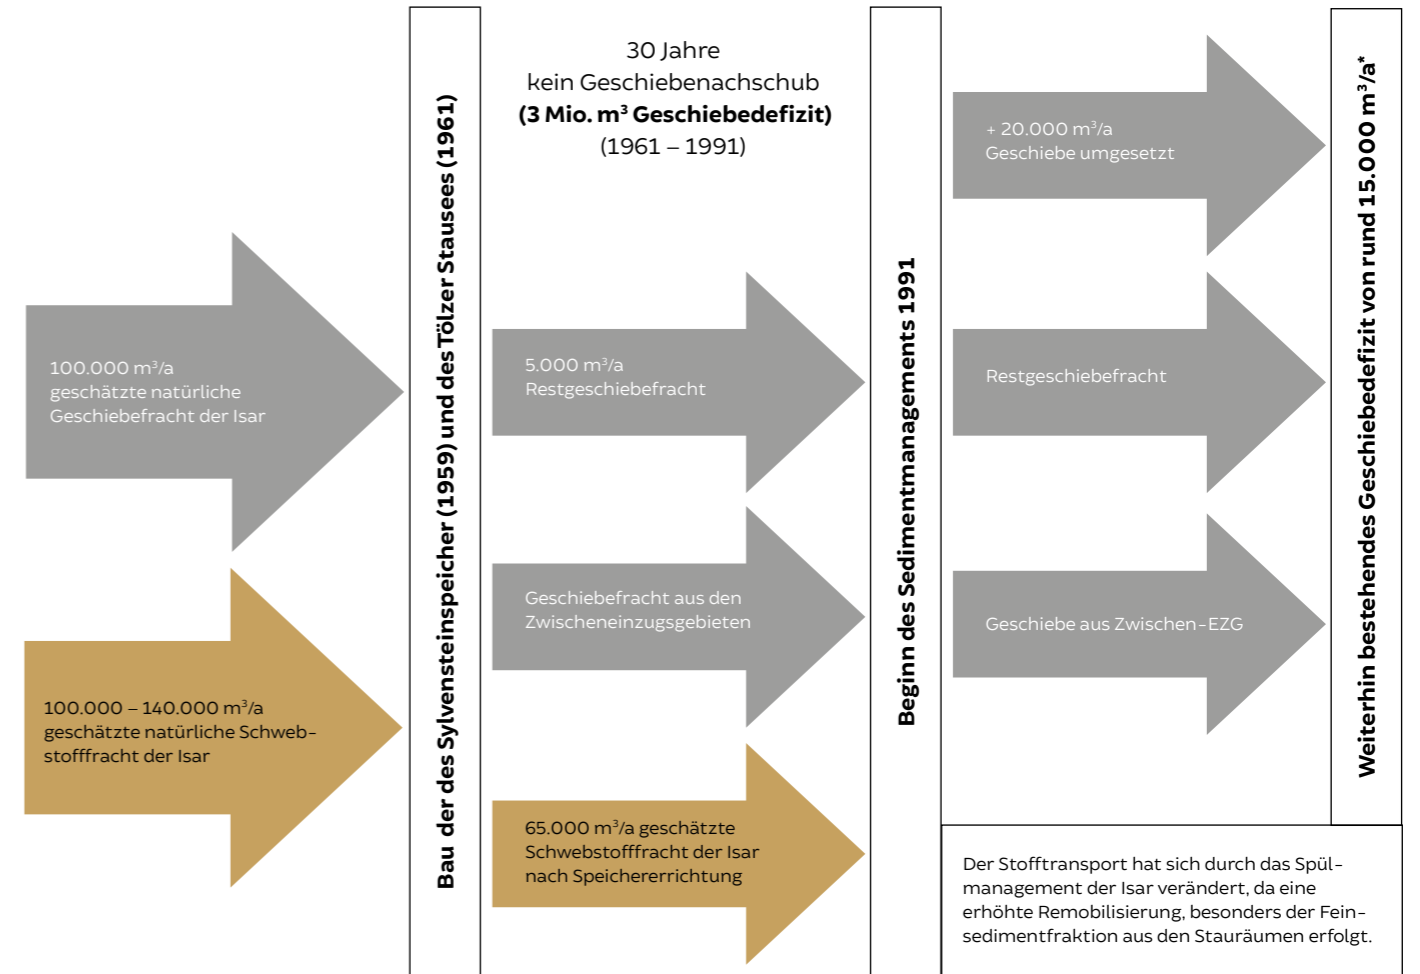 100.000 m³/a
geschätzte natürliche
Geschiebefracht der Isar
100.000 – 140.000 m³/a
geschätzte natürliche Schweb-
stofffracht der Isar
Bau der des Sylvensteinspeicher (1959) und des Tölzer Stausees (1961)
30 Jahre
kein Geschiebenachschub
(3 Mio. m³ Geschiebedefizit)
(1961 – 1991)
5.000 m³/a
Restgeschiebefracht
Geschiebefracht aus den
Zwischeneinzugsgebieten
65.000 m³/a geschätzte
Schwebstofffracht der Isar
nach Speichererrichtung
Beginn des Sedimentmanagements 1991
+ 20.000 m³/a
Geschiebe umgesetzt
Restgeschiebefracht
Geschiebe aus Zwischen-EZG
Weiterhin bestehendes Geschiebedefizit von rund 15.000 m³/a*
Der Stofftransport hat sich durch das Spül-
management der Isar verändert, da eine
erhöhte Remobilisierung, besonders der Fein-
sedimentfraktion aus den Stauräumen erfolgt.